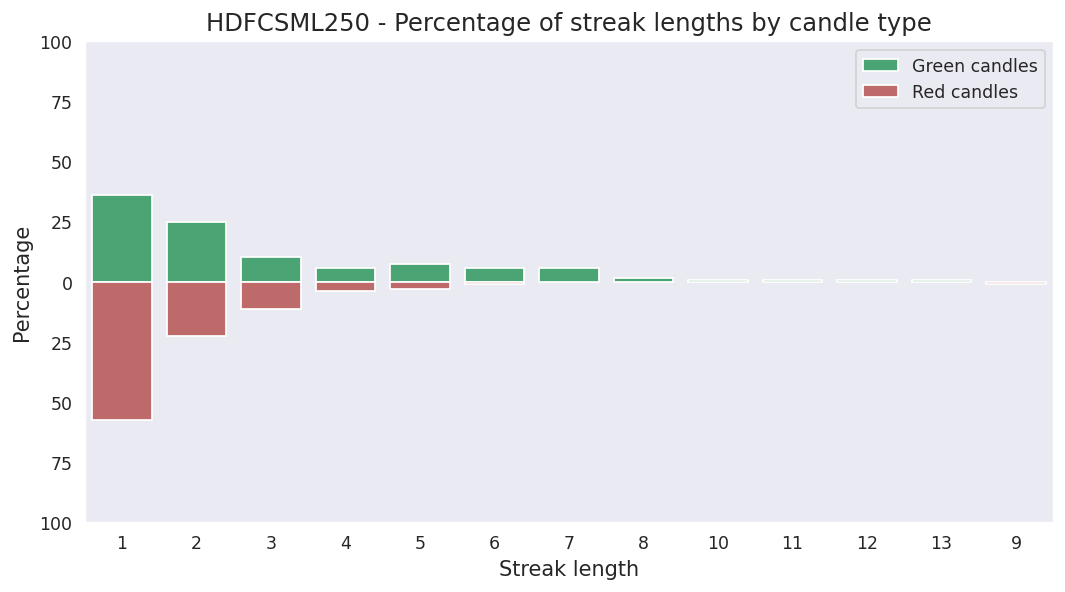 HDFCSML250 - Percentage of streak lengths by candle type
Green candles
Red candles
Percentage
100
75
50
25
0
25
50
75
100
1 2 3 4 5 6 7 8 10 11 12 13 9
Streak length